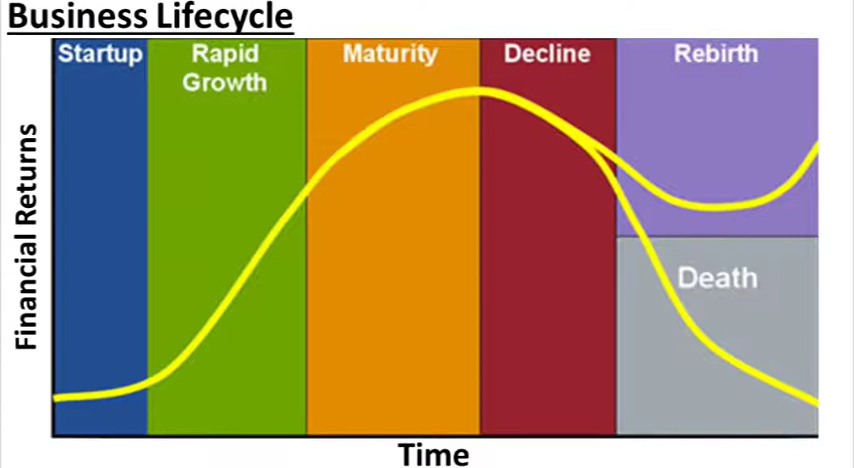 Business Lifecycle
Startup
Rapid
Growth
Maturity
Decline
Rebirth
Death
Financial Returns
Time